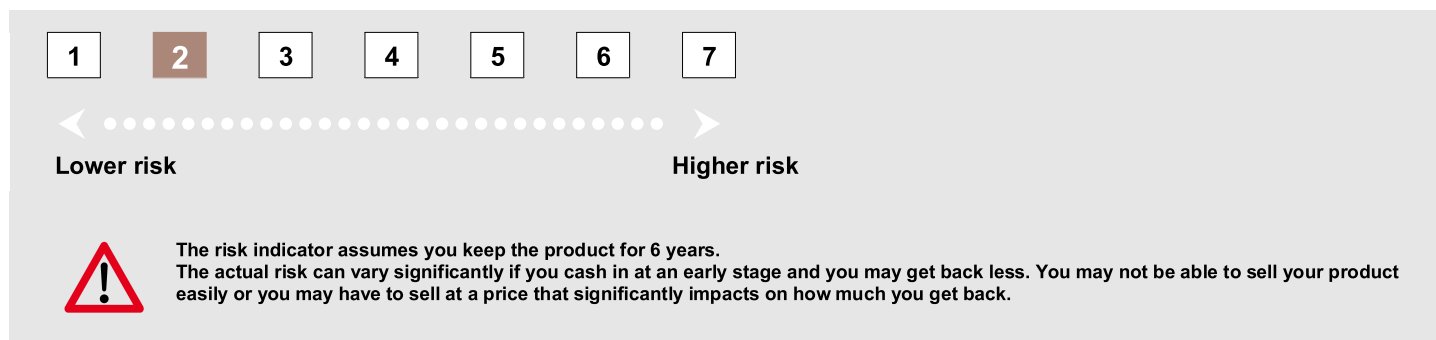 1 2 3 4 5 6 7
Lower risk Higher risk
The risk indicator assumes you keep the product for 6 years.
The actual risk can vary significantly if you cash in at an early stage and you may get back less. You may not be able to sell your product
easily or you may have to sell at a price that significantly impacts on how much you get back.